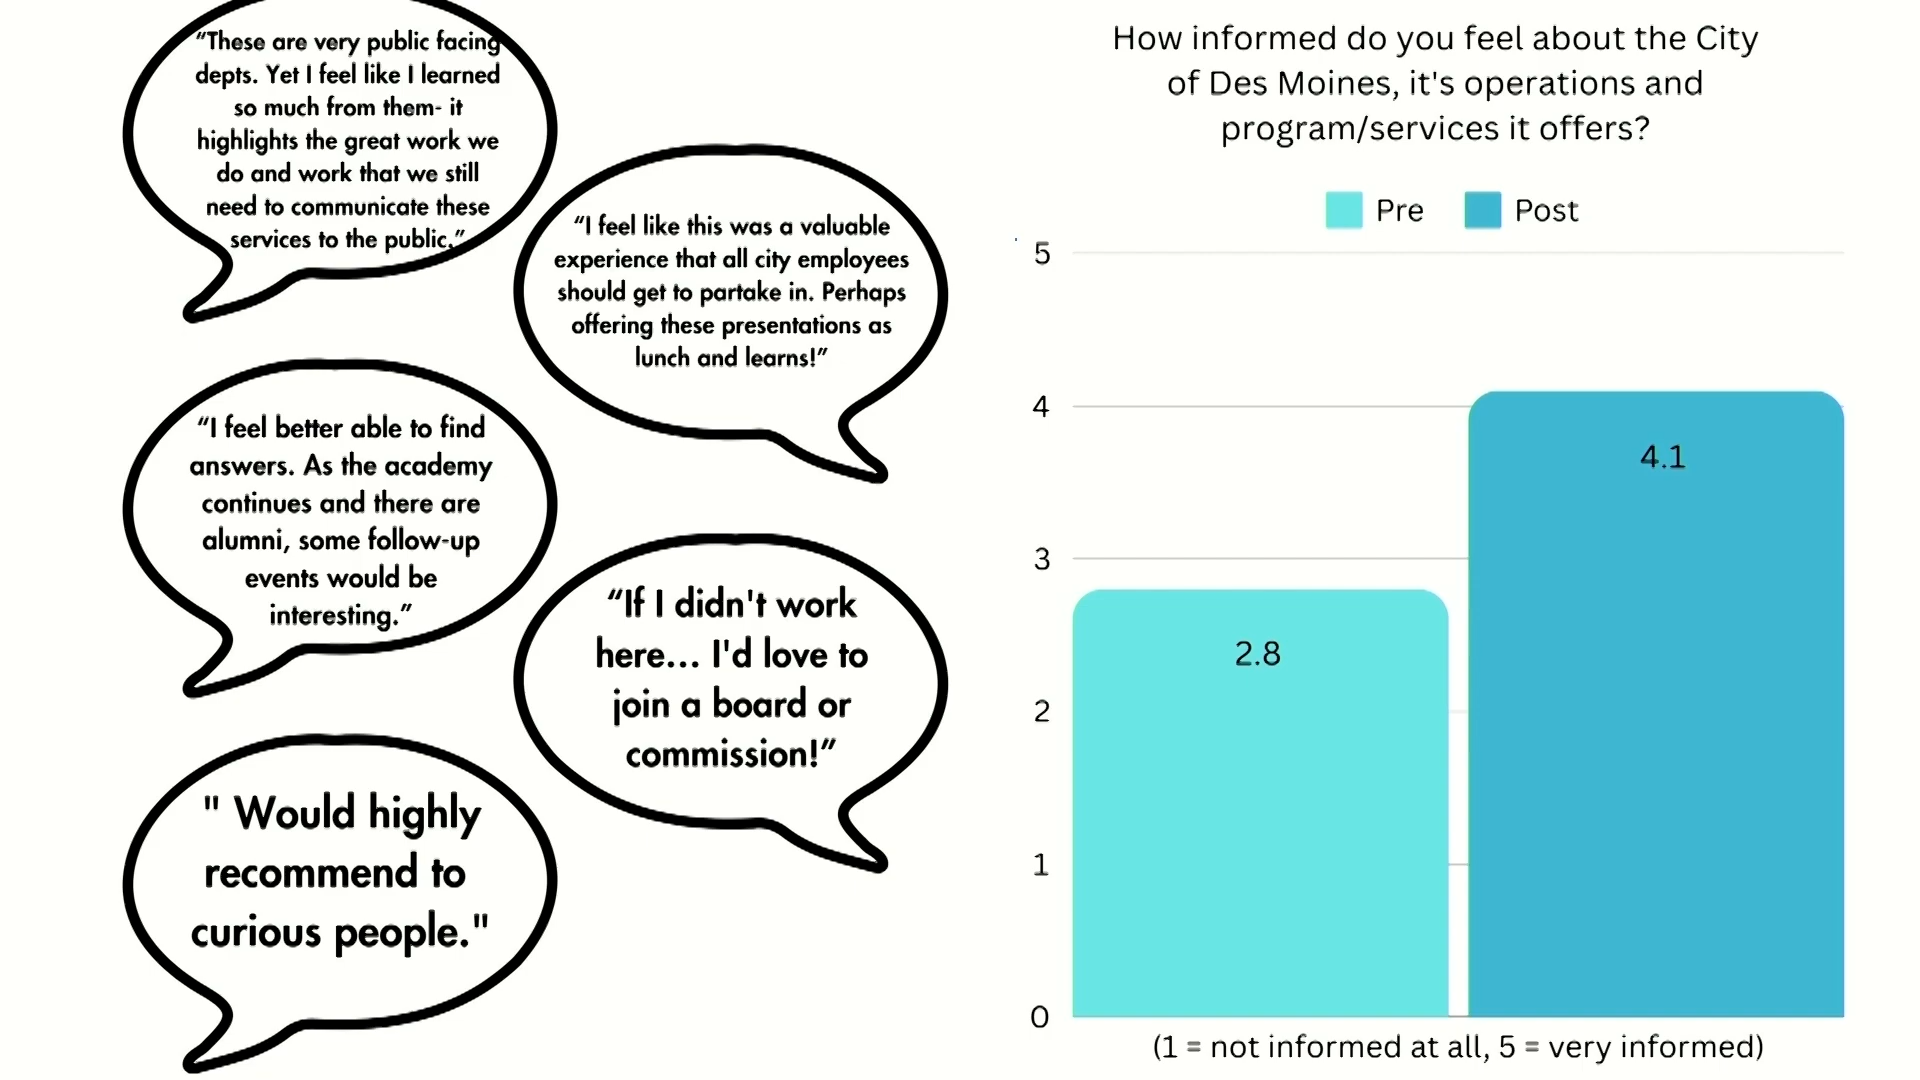 “These are very public facing
depts. Yet I feel like I learned
so much from them- it
highlights the great work we
do and work that we still
need to communicate these
services to the public.”
“I feel like this was a valuable
experience that all city employees
should get to partake in. Perhaps
offering these presentations as
lunch and learns!”
“I feel better able to find
answers. As the academy
continues and there are
alumni, some follow-up
events would be
interesting.”
“If I didn't work
here... I'd love to
join a board or
commission!”
" Would highly
recommend to
curious people."
How informed do you feel about the City
of Des Moines, it's operations and
program/services it offers?
Pre
Post
5
4
3
2
1
0
2.8
4.1
(1 = not informed at all, 5 = very informed)